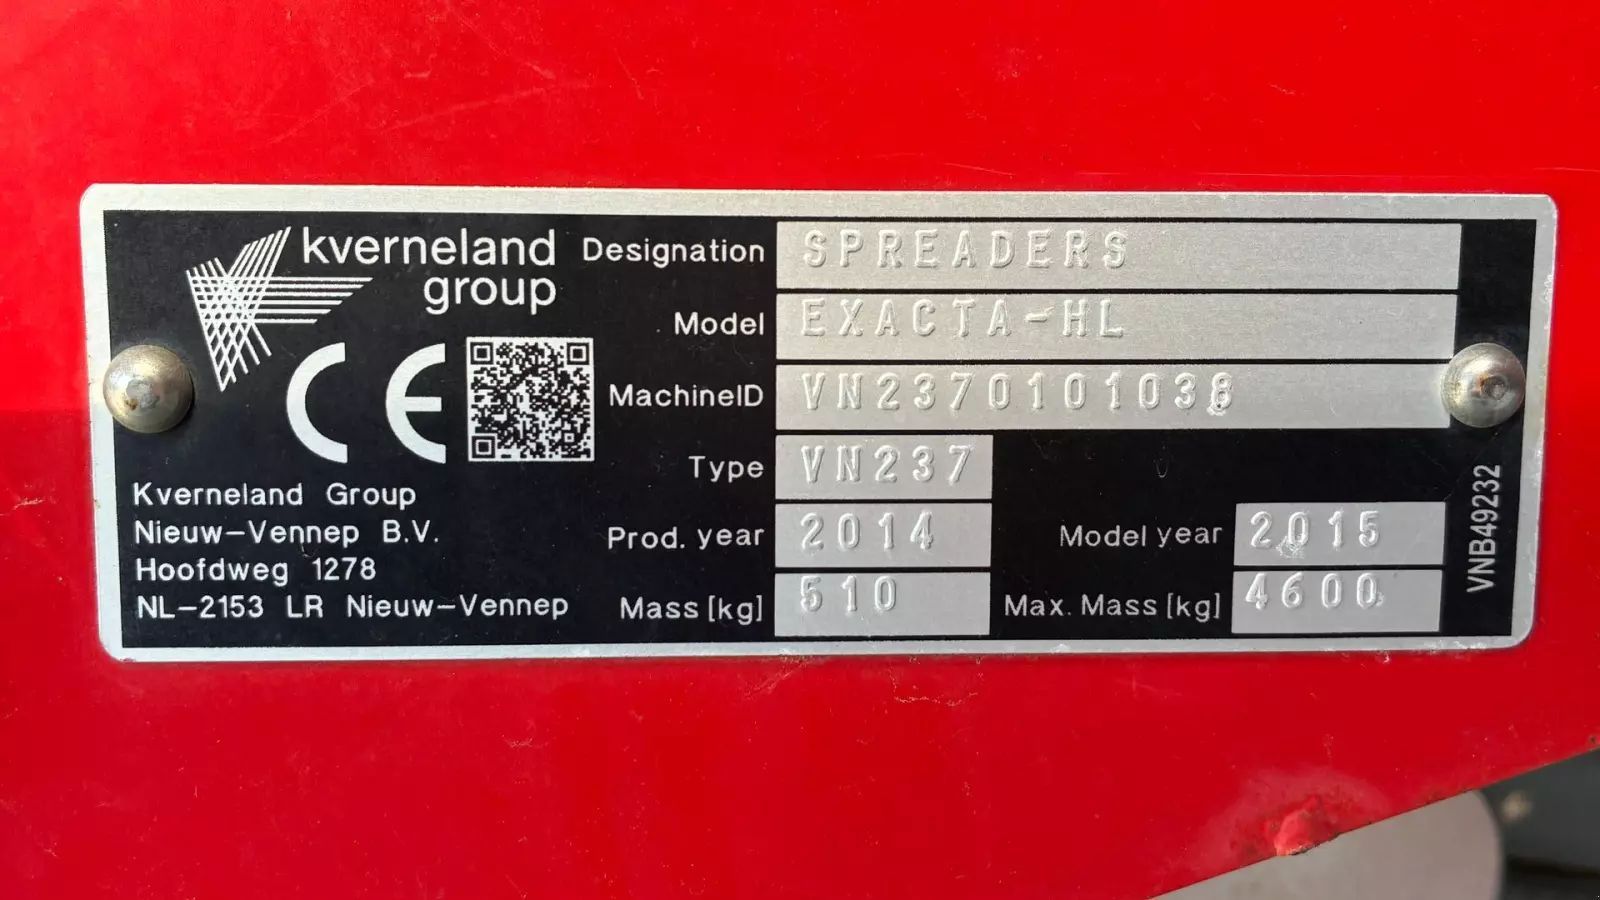 kverneland
group
CE
Kverneland Group
Nieuw-Vennep B.V.
Hoofdweg 1278
NL-2153 LR Nieuw-Vennep
Designation SPREADERS
Model EXACTA-HL
MachineID VN2370101038
Type VN237
Prod. year 2014 Model year 2015
Mass [kg] 510 Max. Mass [kg] 4600
VNB49232